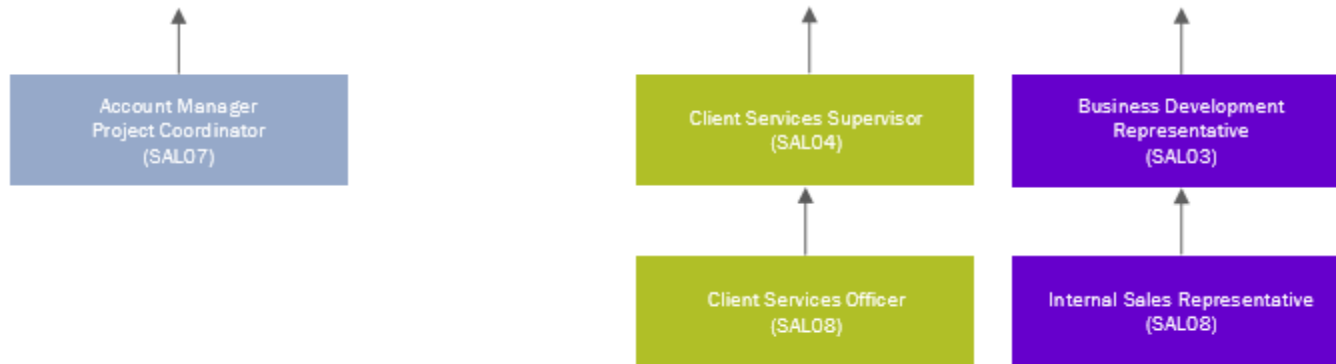 Account Manager
Project Coordinator
(SAL07)
Client Services Supervisor
(SAL04)
Business Development
Representative
(SAL03)
Client Services Officer
(SAL08)
Internal Sales Representative
(SAL08)